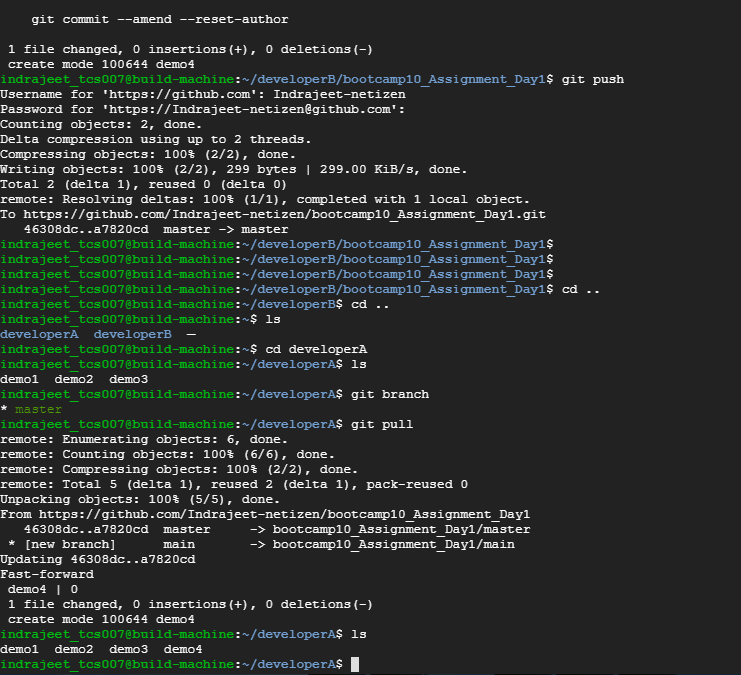 git commit --amend --reset-author
1 file changed, 0 insertions(+), 0 deletions(-)
create mode 100644 demo4
indrajeet_tcs007@build-machine:~/developerB/bootcamp10_Assignment_Day1$ git push
Username for 'https://github.com': Indrajeet-netizen
Password for 'https://Indrajeet-netizen@github.com':
Counting objects: 2, done.
Delta compression using up to 2 threads.
Compressing objects: 100% (2/2), done.
Writing objects: 100% (2/2), 299 bytes | 299.00 KiB/s, done.
Total 2 (delta 1), reused 0 (delta 0)
remote: Resolving deltas: 100% (1/1), completed with 1 local object.
To https://github.com/Indrajeet-netizen/bootcamp10_Assignment_Day1.git
46308dc..a7820cd  master -> master
indrajeet_tcs007@build-machine:~/developerB/bootcamp10_Assignment_Day1$
indrajeet_tcs007@build-machine:~/developerB/bootcamp10_Assignment_Day1$
indrajeet_tcs007@build-machine:~/developerB/bootcamp10_Assignment_Day1$
indrajeet_tcs007@build-machine:~/developerB/bootcamp10_Assignment_Day1$ cd ..
indrajeet_tcs007@build-machine:~/developerB$ cd ..
indrajeet_tcs007@build-machine:~$ ls
developerA  developerB  —
indrajeet_tcs007@build-machine:~$ cd developerA
indrajeet_tcs007@build-machine:~/developerA$ ls
demo1  demo2  demo3
indrajeet_tcs007@build-machine:~/developerA$ git branch
* master
indrajeet_tcs007@build-machine:~/developerA$ git pull
remote: Enumerating objects: 6, done.
remote: Counting objects: 100% (6/6), done.
remote: Compressing objects: 100% (2/2), done.
remote: Total 5 (delta 1), reused 2 (delta 1), pack-reused 0
Unpacking objects: 100% (5/5), done.
From https://github.com/Indrajeet-netizen/bootcamp10_Assignment_Day1
46308dc..a7820cd  master     -> bootcamp10_Assignment_Day1/master
* [new branch]      main       -> bootcamp10_Assignment_Day1/main
Updating 46308dc..a7820cd
Fast-forward
demo4 | 0
1 file changed, 0 insertions(+), 0 deletions(-)
create mode 100644 demo4
indrajeet_tcs007@build-machine:~/developerA$ ls
demo1  demo2  demo3  demo4
indrajeet_tcs007@build-machine:~/developerA$